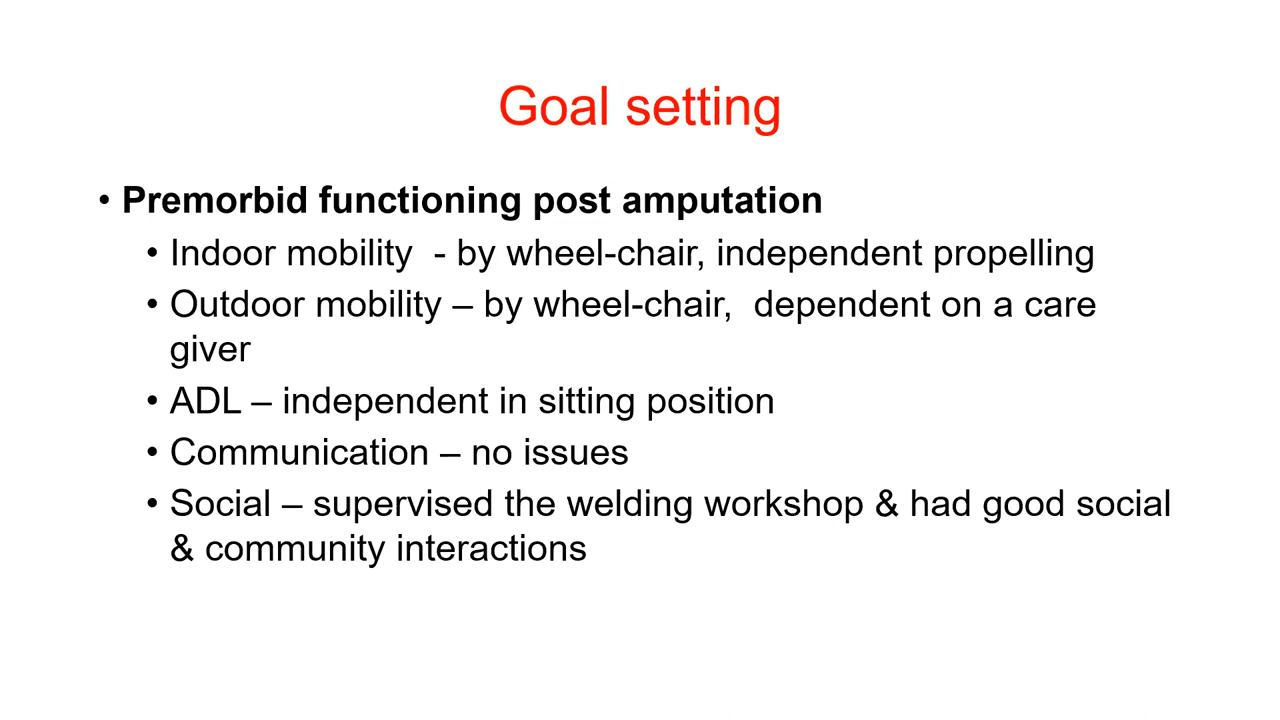 Goal setting
• Premorbid functioning post amputation
• Indoor mobility  - by wheel-chair, independent propelling
• Outdoor mobility – by wheel-chair,  dependent on a care
giver
• ADL – independent in sitting position
• Communication – no issues
• Social – supervised the welding workshop & had good social
& community interactions